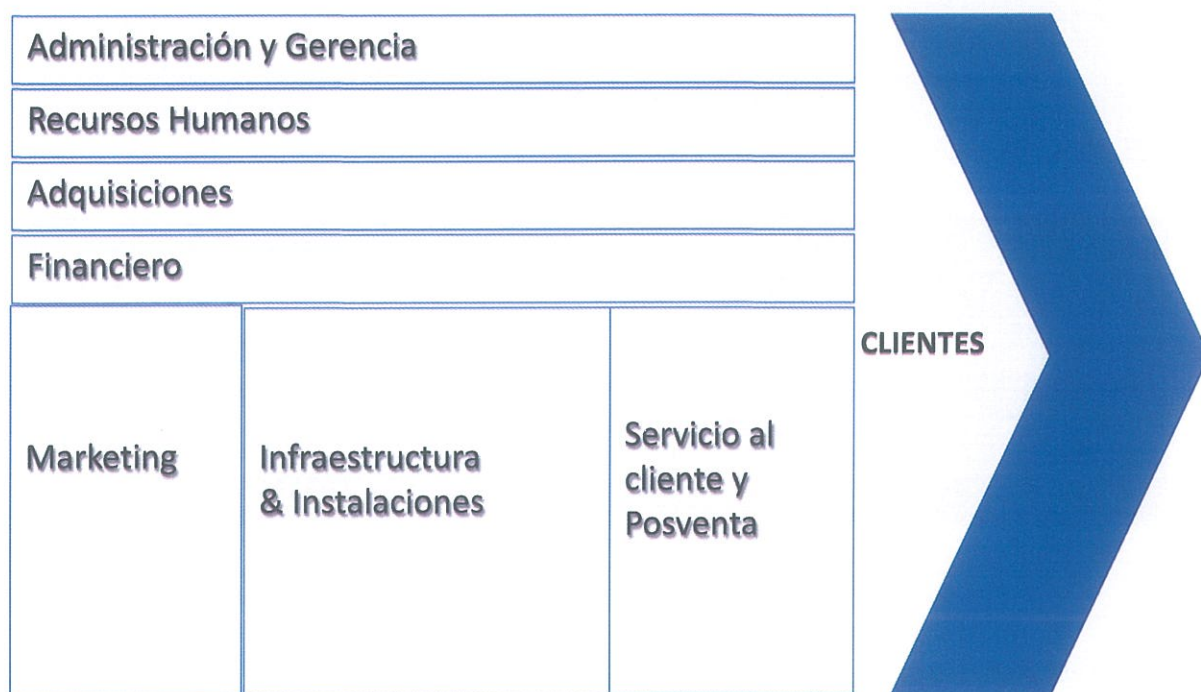 Administración y Gerencia
Recursos Humanos
Adquisiciones
Financiero
Marketing
Infraestructura
& Instalaciones
Servicio al
cliente y
Posventa
CLIENTES